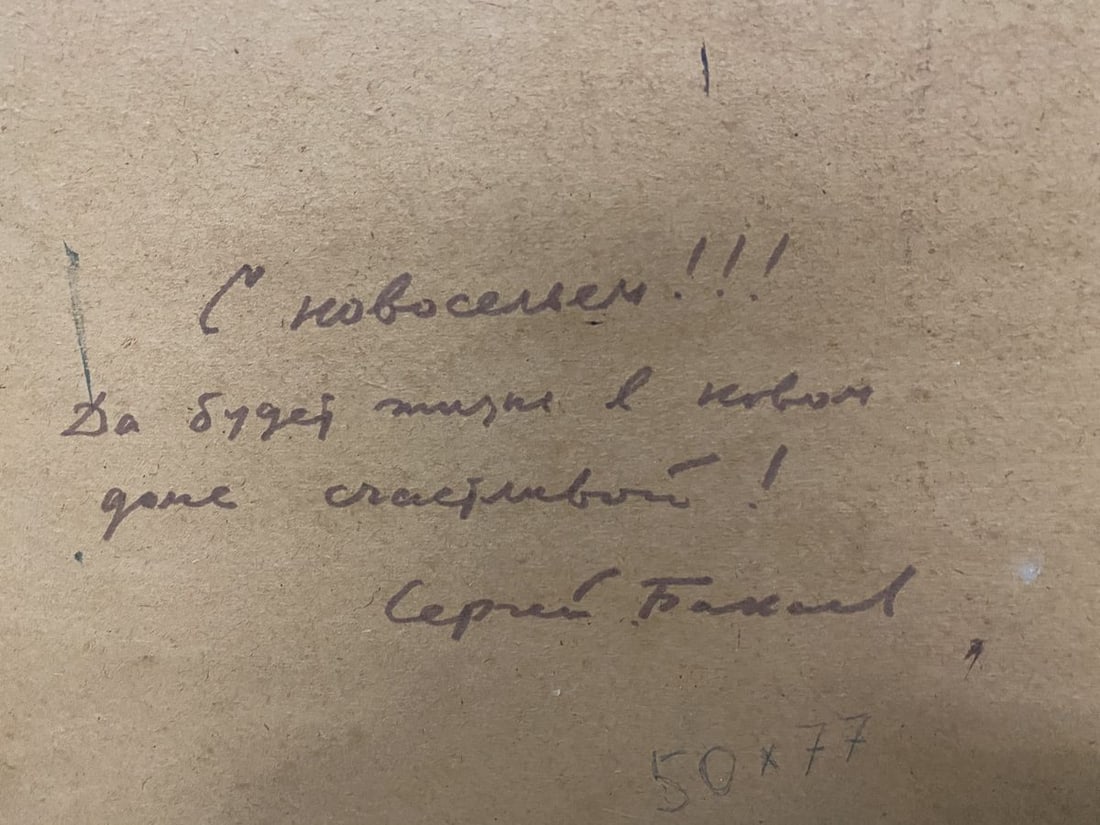 С новосельем!!!
Да будет жизнь в новом
доме счастливой!
Сергей
50 x 77